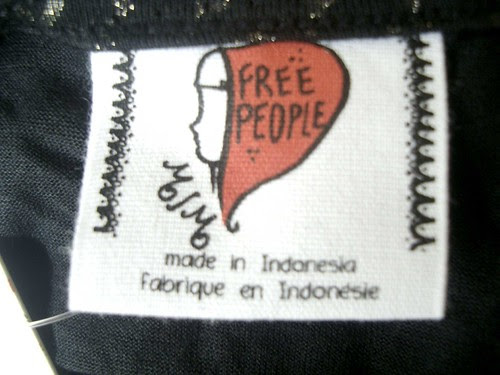 FREE
PEOPLE
M/M
made in Indonesia
Fabrique en Indonésie